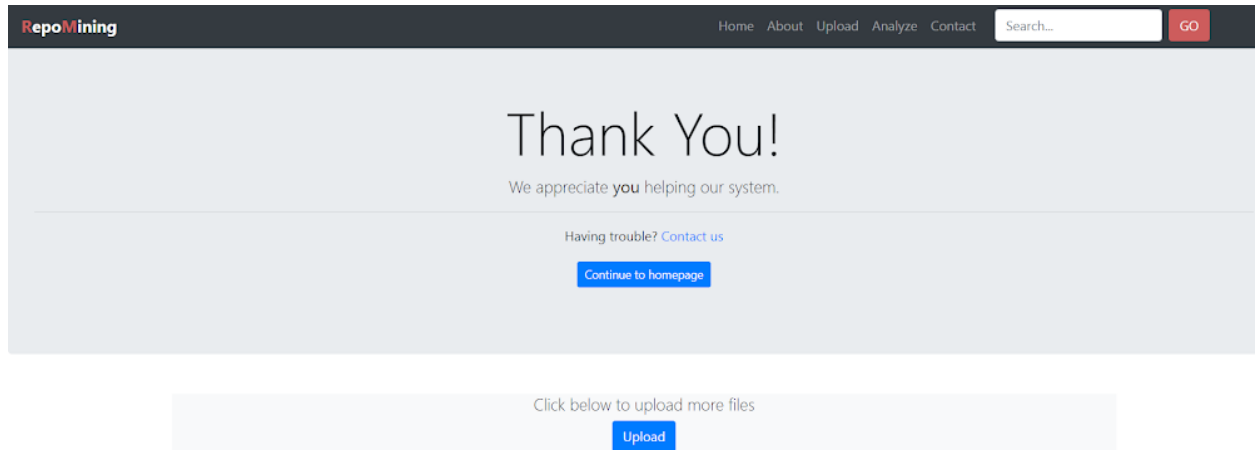 RepoMining Home About Upload Analyze Contact Search... GO
Thank You!
We appreciate you helping our system.
Having trouble? Contact us
Continue to homepage
Click below to upload more files
Upload